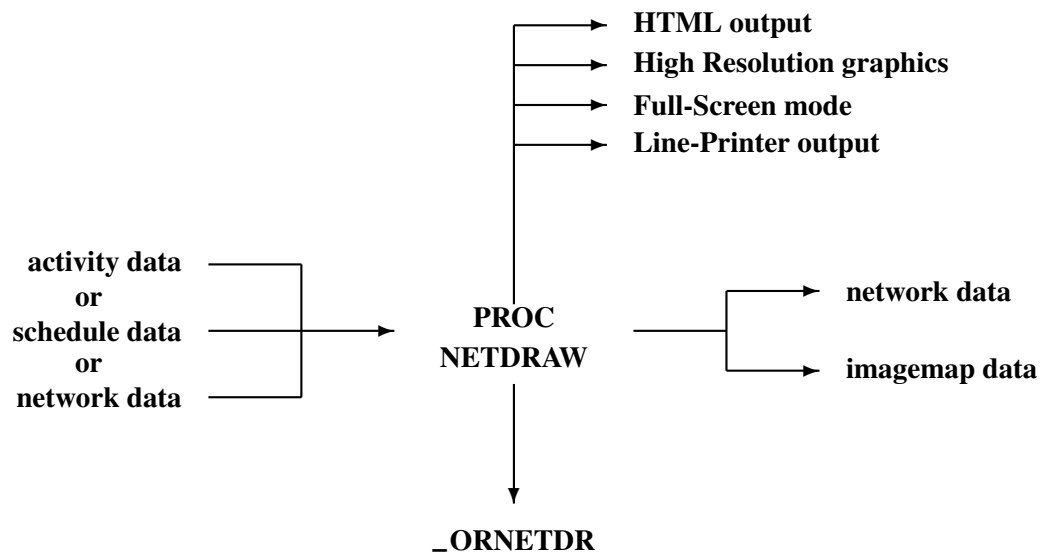 HTML output
High Resolution graphics
Full-Screen mode
Line-Printer output
activity data
or
schedule data
or
network data
PROC
NETDRAW
network data
imagemap data
_ORNETDR